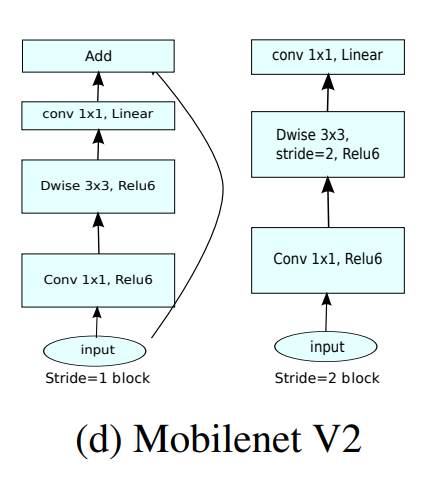 Add
conv 1x1, Linear
Dwise 3x3, Relu6
Conv 1x1, Relu6
input
Stride=1 block
conv 1x1, Linear
Dwise 3x3,
stride=2, Relu6
Conv 1x1, Relu6
input
Stride=2 block
(d) Mobilenet V2